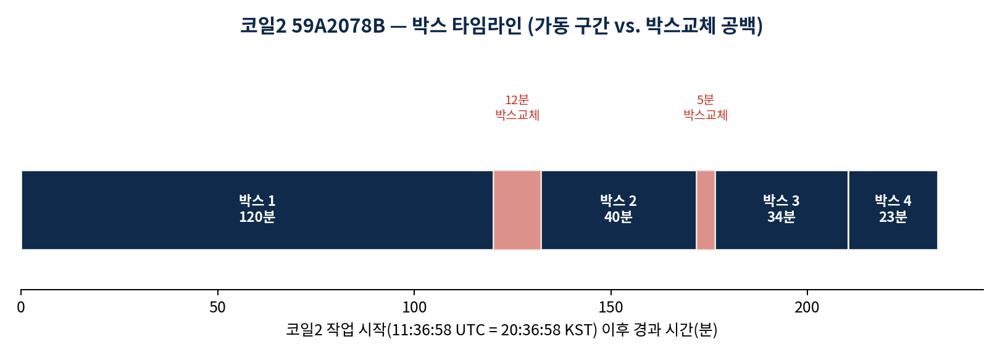 코일2 59A2078B — 박스 타임라인 (가동 구간 vs. 박스교체 공백)
12분
박스교체
5분
박스교체
박스 1
120분
박스 2
40분
박스 3
34분
박스 4
23분
0
50
100
150
200
코일2 작업 시작(11:36:58 UTC = 20:36:58 KST) 이후 경과 시간(분)